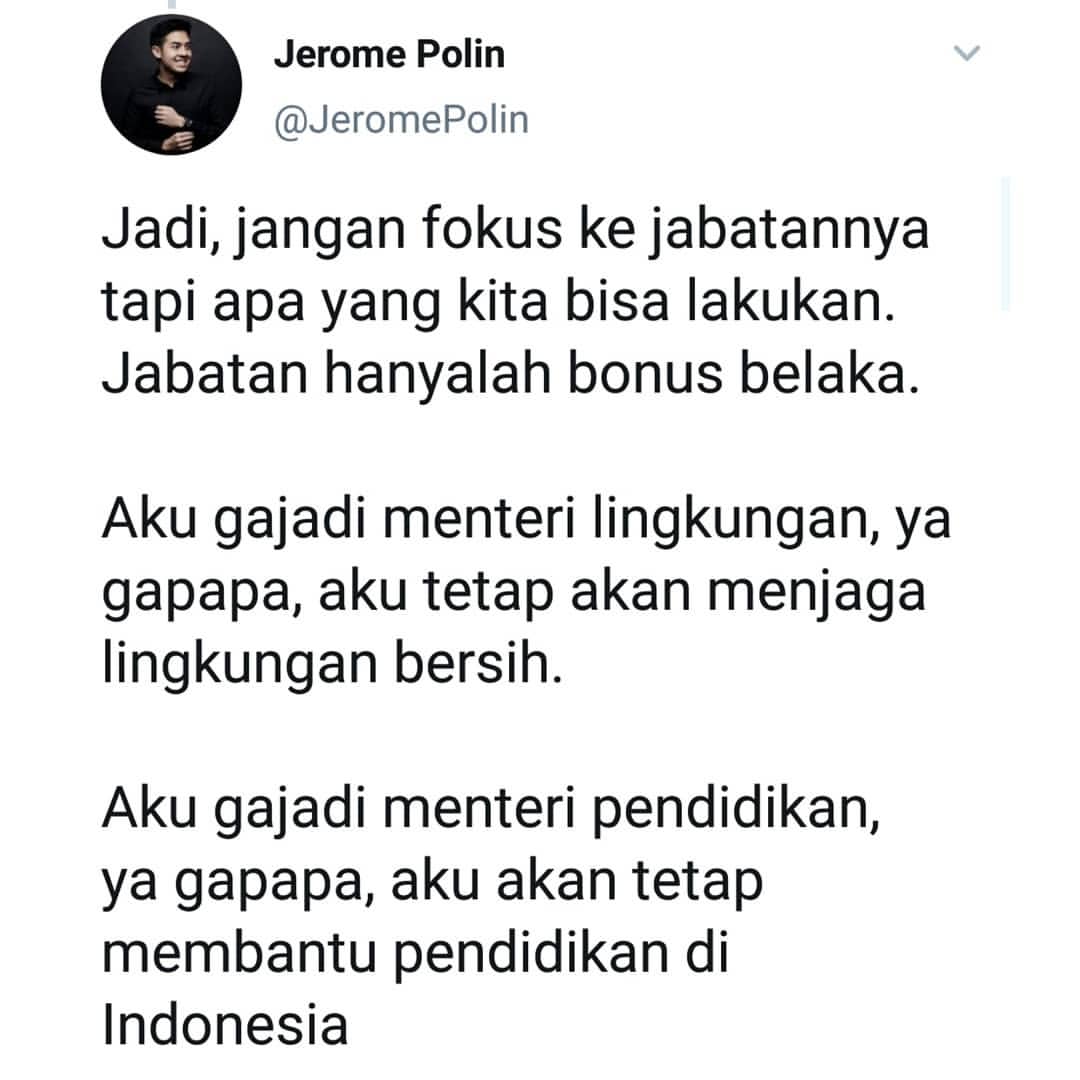 Jerome Polin
@JeromePolin
Jadi, jangan fokus ke jabatannya
tapi apa yang kita bisa lakukan.
Jabatan hanyalah bonus belaka.
Aku gajadi menteri lingkungan, ya
gapapa, aku tetap akan menjaga
lingkungan bersih.
Aku gajadi menteri pendidikan,
ya gapapa, aku akan tetap
membantu pendidikan di
Indonesia